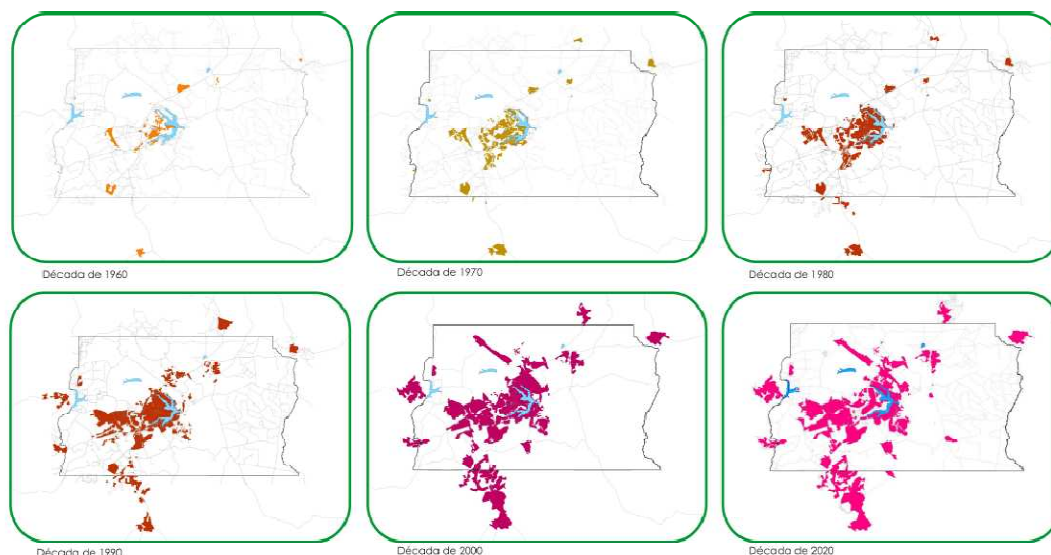 Década de 1960
Década de 1970
Década de 1980
Década de 1990
Década de 2000
Década de 2020